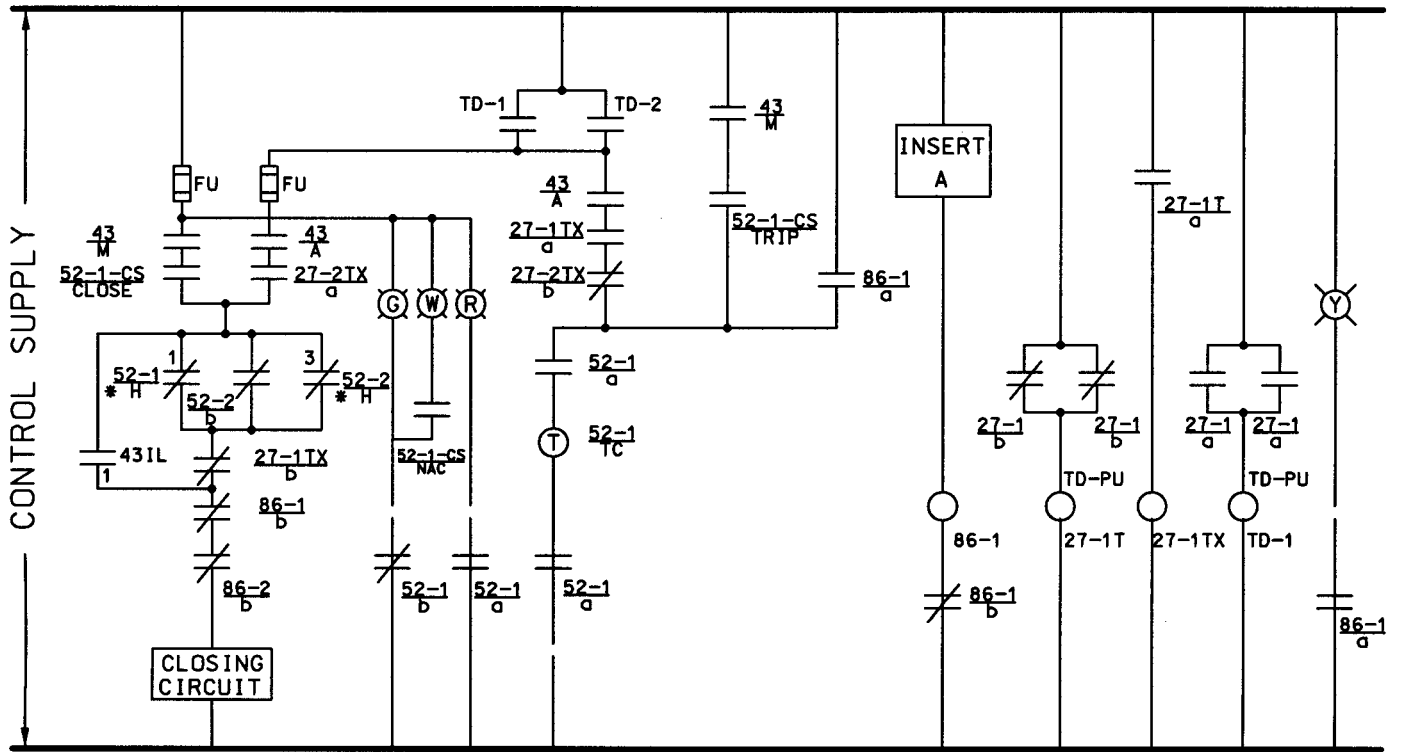 CONTROL SUPPLY
TD-1
TD-2
43
M
INSERT
A
FU
FU
43
A
27-1T
a
43
M
43
A
27-1TX
a
52-1-CS
TRIP
52-1-CS
CLOSE
27-2TX
a
27-2TX
b
86-1
a
G
W
R
Y
1
3
52-1
* H
52-2
b
52-2
* H
52-1
a
27-1
b
27-1
b
27-1
a
27-1
a
43IL
1
27-1TX
b
52-1-CS
NAC
T
52-1
TC
TD-PU
TD-PU
86-1
b
86-1
27-1T
27-1TX
TD-1
86-2
b
52-1
b
52-1
a
52-1
a
86-1
b
86-1
a
CLOSING
CIRCUIT